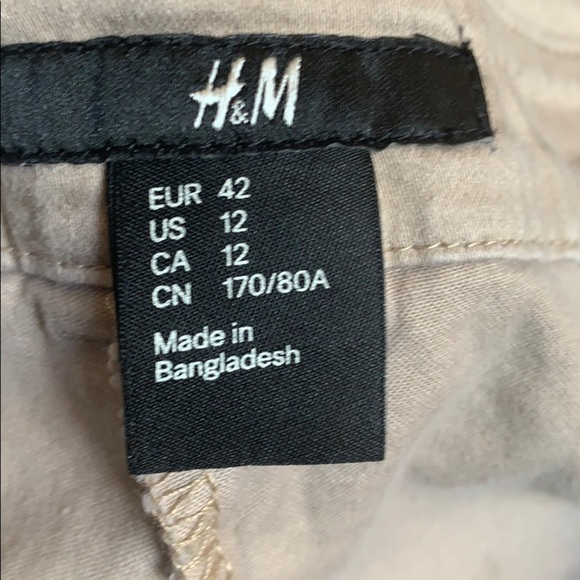 H&M
EUR 42
US 12
CA 12
CN 170/80A
Made in
Bangladesh